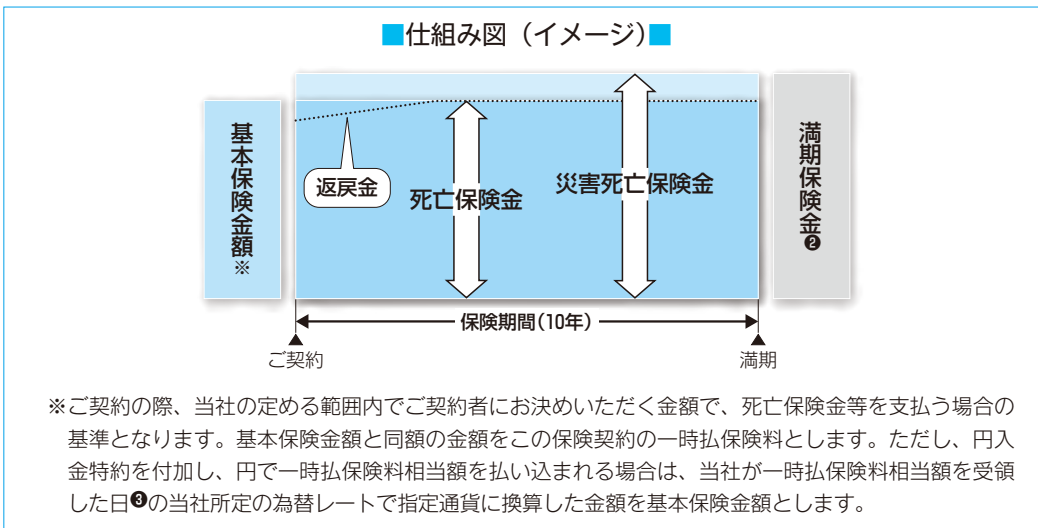 ■仕組み図（イメージ）■
基本保険金額※
返戻金
死亡保険金
災害死亡保険金
満期保険金❷
保険期間（10年）
ご契約
満期
※ご契約の際、当社の定める範囲内でご契約者にお決めいただく金額で、死亡保険金等を支払う場合の
基準となります。基本保険金額と同額の金額をこの保険契約の一時払保険料とします。ただし、円入
金特約を付加し、円で一時払保険料相当額を払い込まれる場合は、当社が一時払保険料相当額を受領
した日❸の当社所定の為替レートで指定通貨に換算した金額を基本保険金額とします。